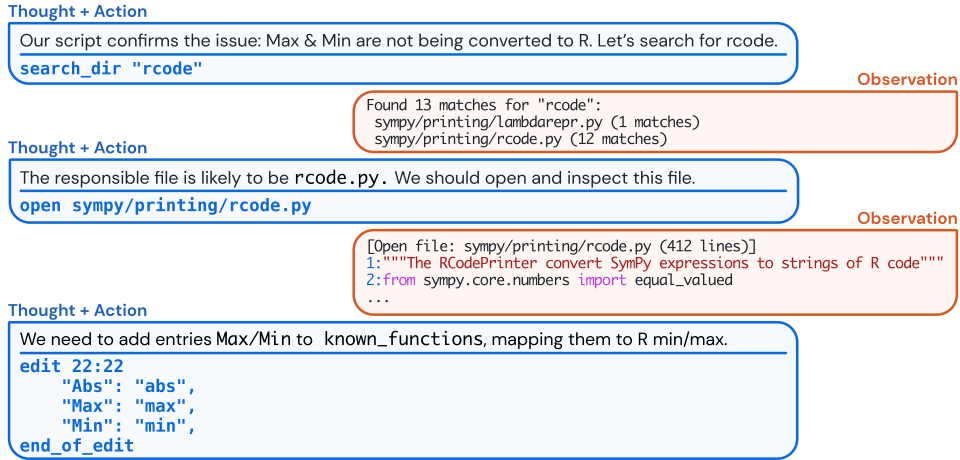 Thought + Action
Our script confirms the issue: Max & Min are not being converted to R. Let's search for rcode.
search_dir "rcode"
Observation
Found 13 matches for "rcode":
sympy/printing/lambdarepr.py (1 matches)
sympy/printing/rcode.py (12 matches)
Thought + Action
The responsible file is likely to be rcode.py. We should open and inspect this file.
open sympy/printing/rcode.py
Observation
[Open file: sympy/printing/rcode.py (412 lines)]
1:"""The RCodePrinter convert SymPy expressions to strings of R code"""
2:from sympy.core.numbers import equal_valued
...
Thought + Action
We need to add entries Max/Min to known_functions, mapping them to R min/max.
edit 22:22
"Abs": "abs",
"Max": "max",
"Min": "min",
end_of_edit